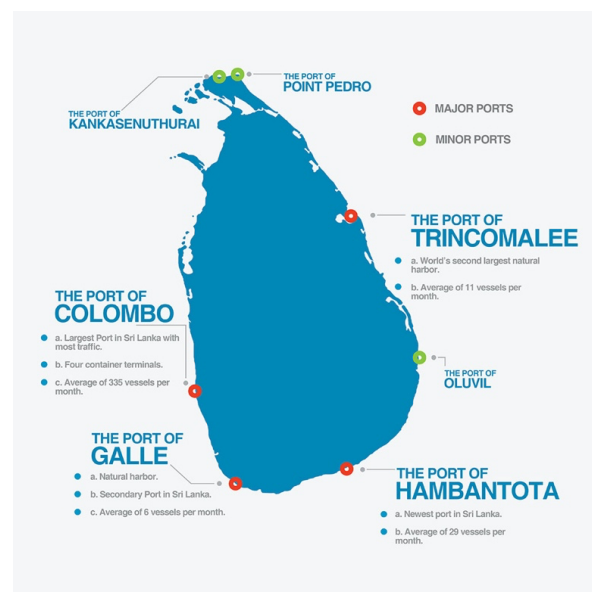 THE PORT OF
POINT PEDRO
THE PORT OF
KANKASENUTHURAI
MAJOR PORTS
MINOR PORTS
THE PORT OF
TRINCOMALEE
a. World's second largest natural
harbor.
b. Average of 11 vessels per
month.
THE PORT OF
COLOMBO
a. Largest Port in Sri Lanka with
most traffic.
b. Four container terminals.
c. Average of 335 vessels per
month.
THE PORT OF
OLUVIL
THE PORT OF
GALLE
a. Natural harbor.
b. Secondary Port in Sri Lanka.
c. Average of 6 vessels per month.
THE PORT OF
HAMBANTOTA
a. Newest port in Sri Lanka.
b. Average of 29 vessels per
month.